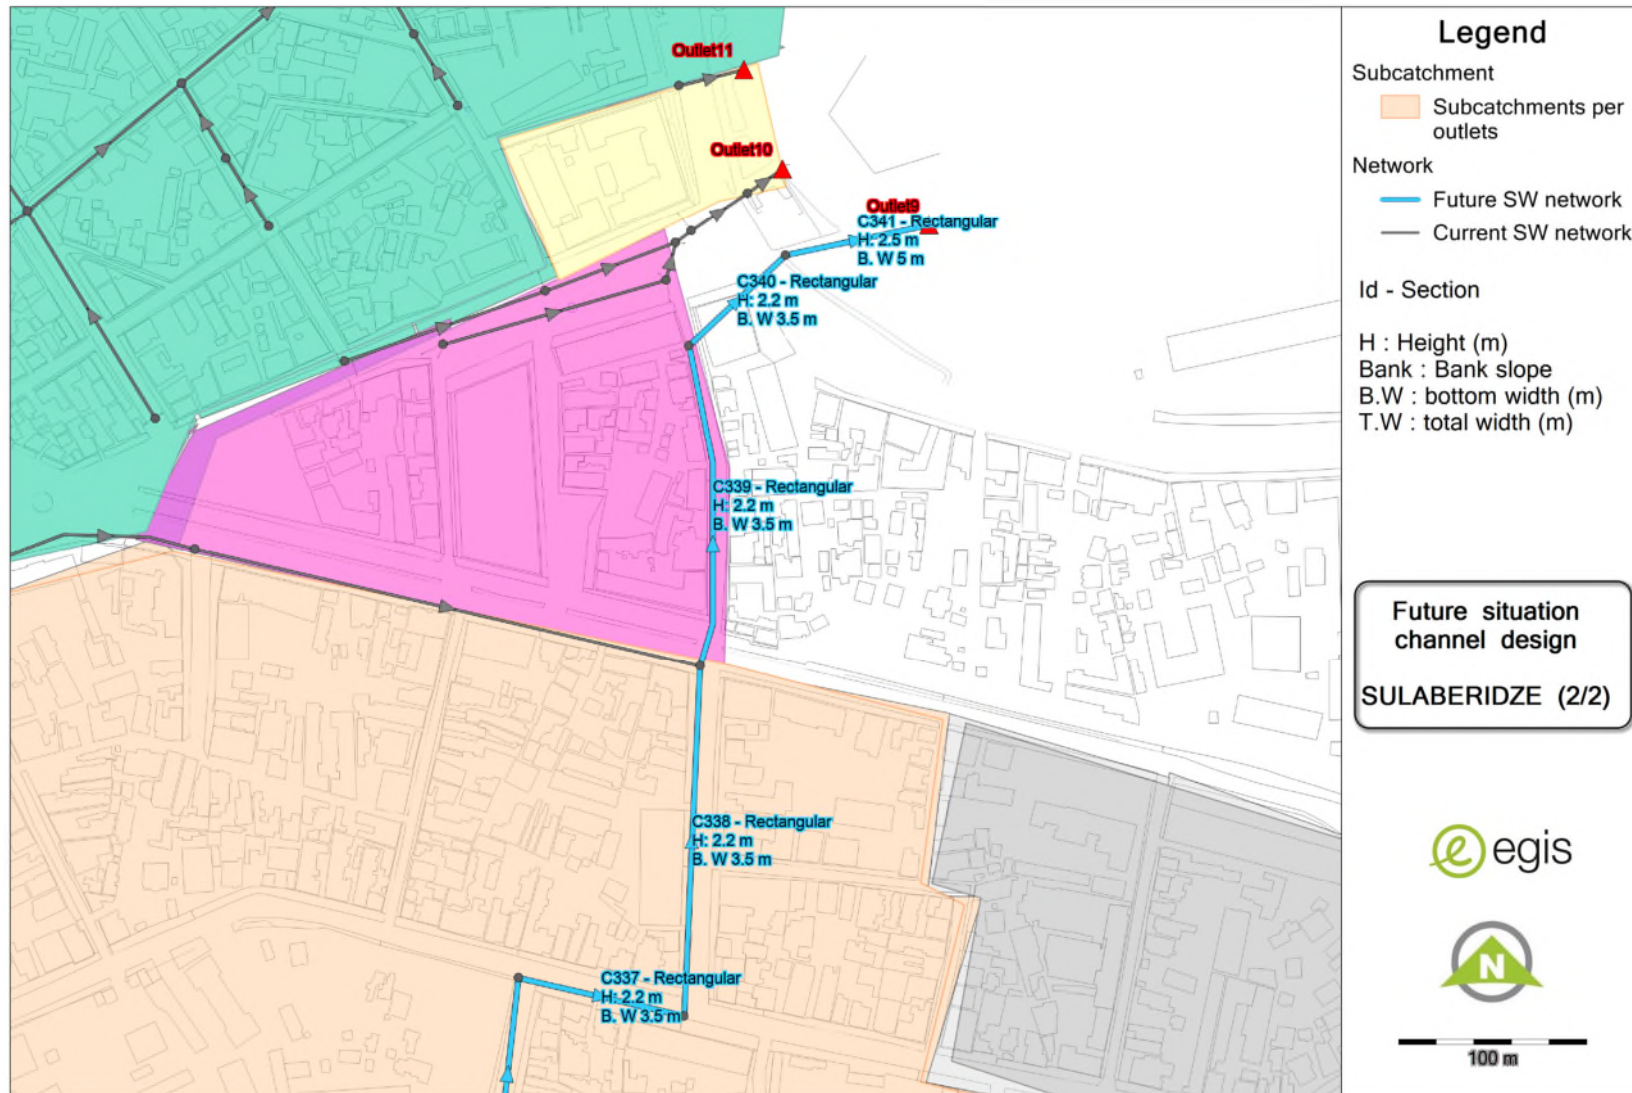 Outlet11
Outlet10
Outlet9
C341 - Rectangular
H: 2.5 m
B. W 5 m
C340 - Rectangular
H: 2.2 m
B. W 3.5 m
C339 - Rectangular
H: 2.2 m
B. W 3.5 m
C338 - Rectangular
H: 2.2 m
B. W 3.5 m
C337 - Rectangular
H: 2.2 m
B. W 3.5 m
Legend
Subcatchment
Subcatchments per
outlets
Network
Future SW network
Current SW network
Id - Section
H : Height (m)
Bank : Bank slope
B.W : bottom width (m)
T.W : total width (m)
Future situation
channel design
SULABERIDZE (2/2)
egis
N
100 m